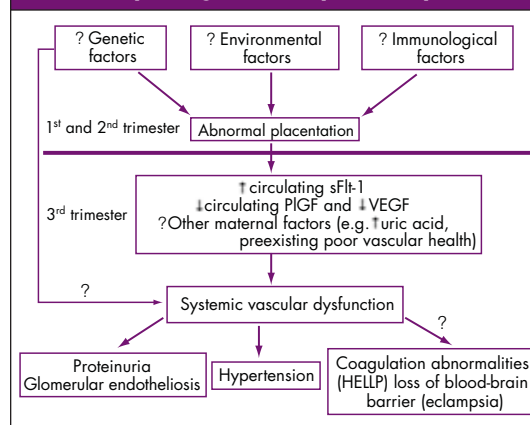 ? Genetic
factors
? Environmental
factors
? Immunological
factors
1st and 2nd trimester
Abnormal placentation
3rd trimester
↑circulating sFlt-1
↓circulating PlGF and ↓VEGF
?Other maternal factors (e.g.↑uric acid,
preexisting poor vascular health)
?
Systemic vascular dysfunction
?
Proteinuria
Glomerular endotheliosis
Hypertension
Coagulation abnormalities
(HELLP) loss of blood-brain
barrier (eclampsia)